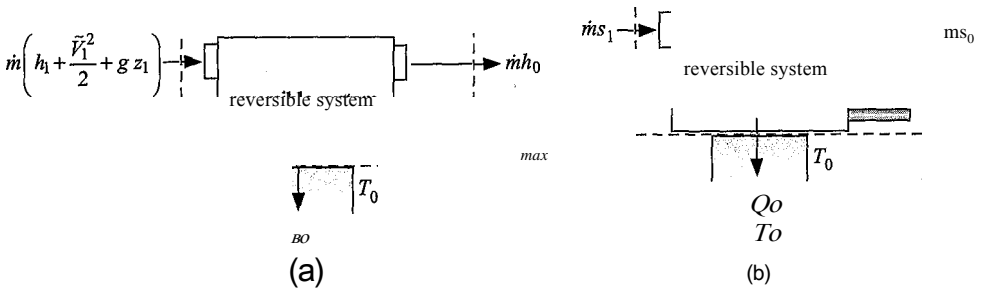 ṁ(h₁ + Ṽ₁²/2 + g z₁)
ṁh₀
reversible system
max
T₀
BO
(a)
ṁs₁
ms₀
reversible system
T₀
Qo
To
(b)